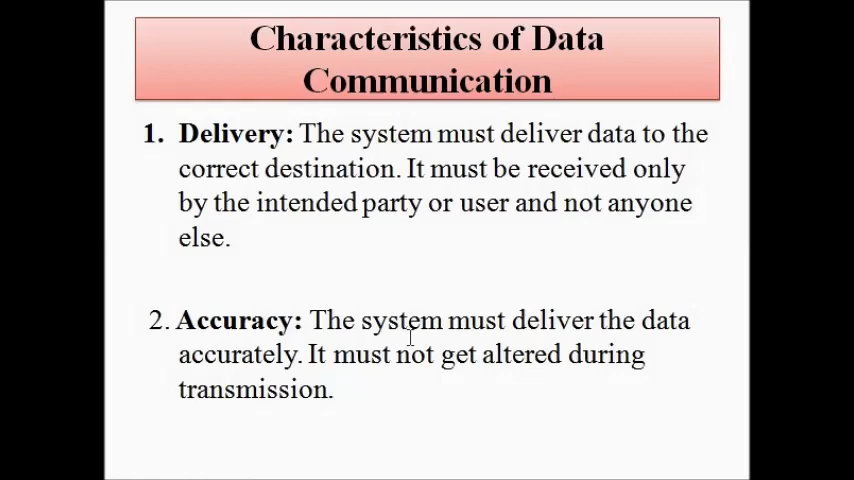 Characteristics of Data
Communication
1. Delivery: The system must deliver data to the
correct destination. It must be received only
by the intended party or user and not anyone
else.
2. Accuracy: The system must deliver the data
accurately. It must not get altered during
transmission.